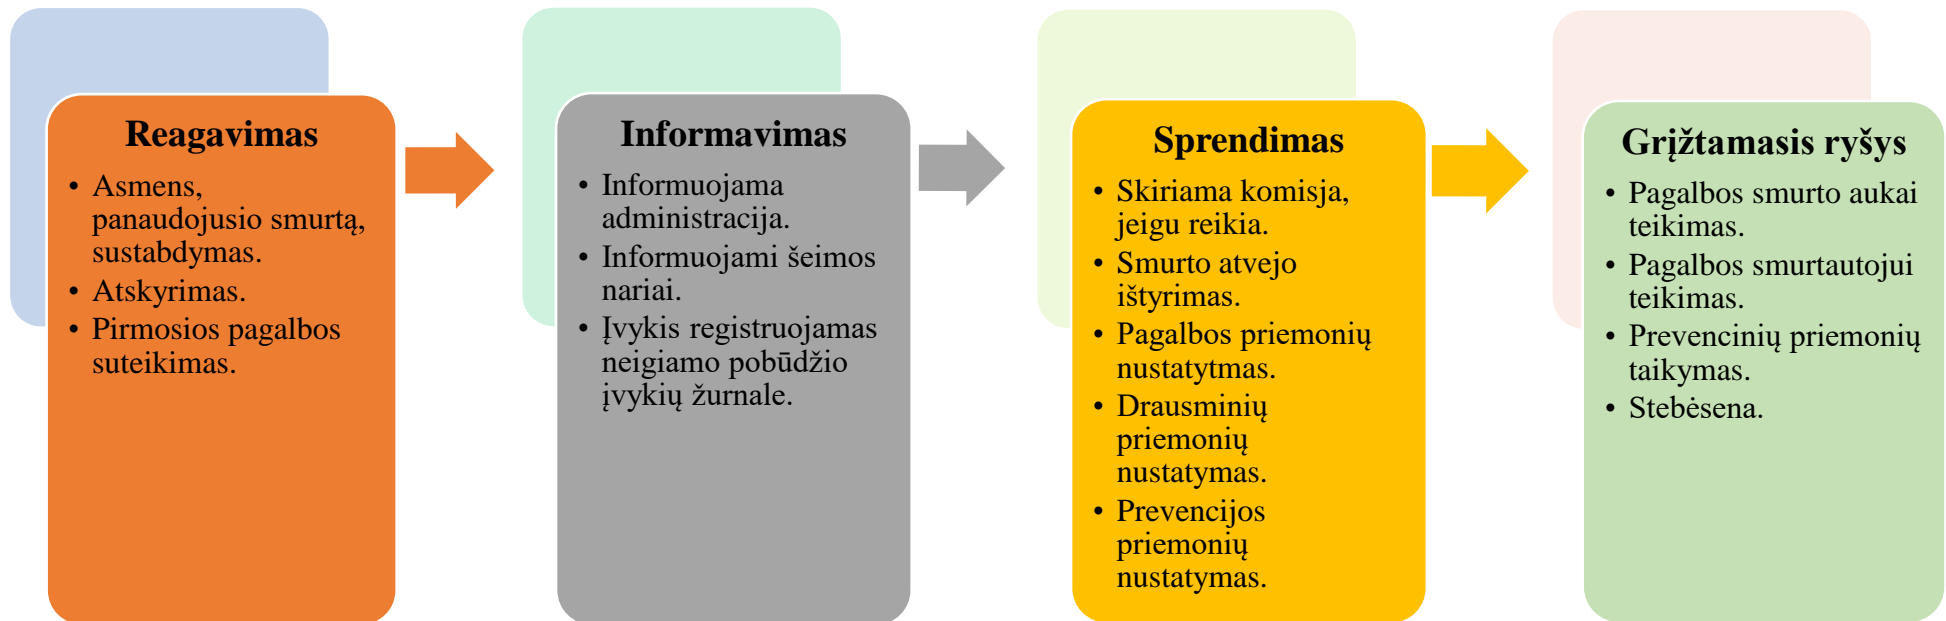 Reagavimas
• Asmens,
panaudojusio smurtą,
sustabdymas.
• Atskyrimas.
• Pirmosios pagalbos
suteikimas.
Informavimas
• Informuojama
administracija.
• Informuojami šeimos
nariai.
• Įvykis registruojamas
neigiamo pobūdžio
įvykių žurnale.
Sprendimas
• Skiriama komisja,
jeigu reikia.
• Smurto atvejo
ištyrimas.
• Pagalbos priemonių
nustatytmas.
• Drausminių
priemonių
nustatymas.
• Prevencijos
priemonių
nustatymas.
Grįžtamasis ryšys
• Pagalbos smurto aukai
teikimas.
• Pagalbos smurtautojui
teikimas.
• Prevencinių priemonių
taikymas.
• Stebėsena.